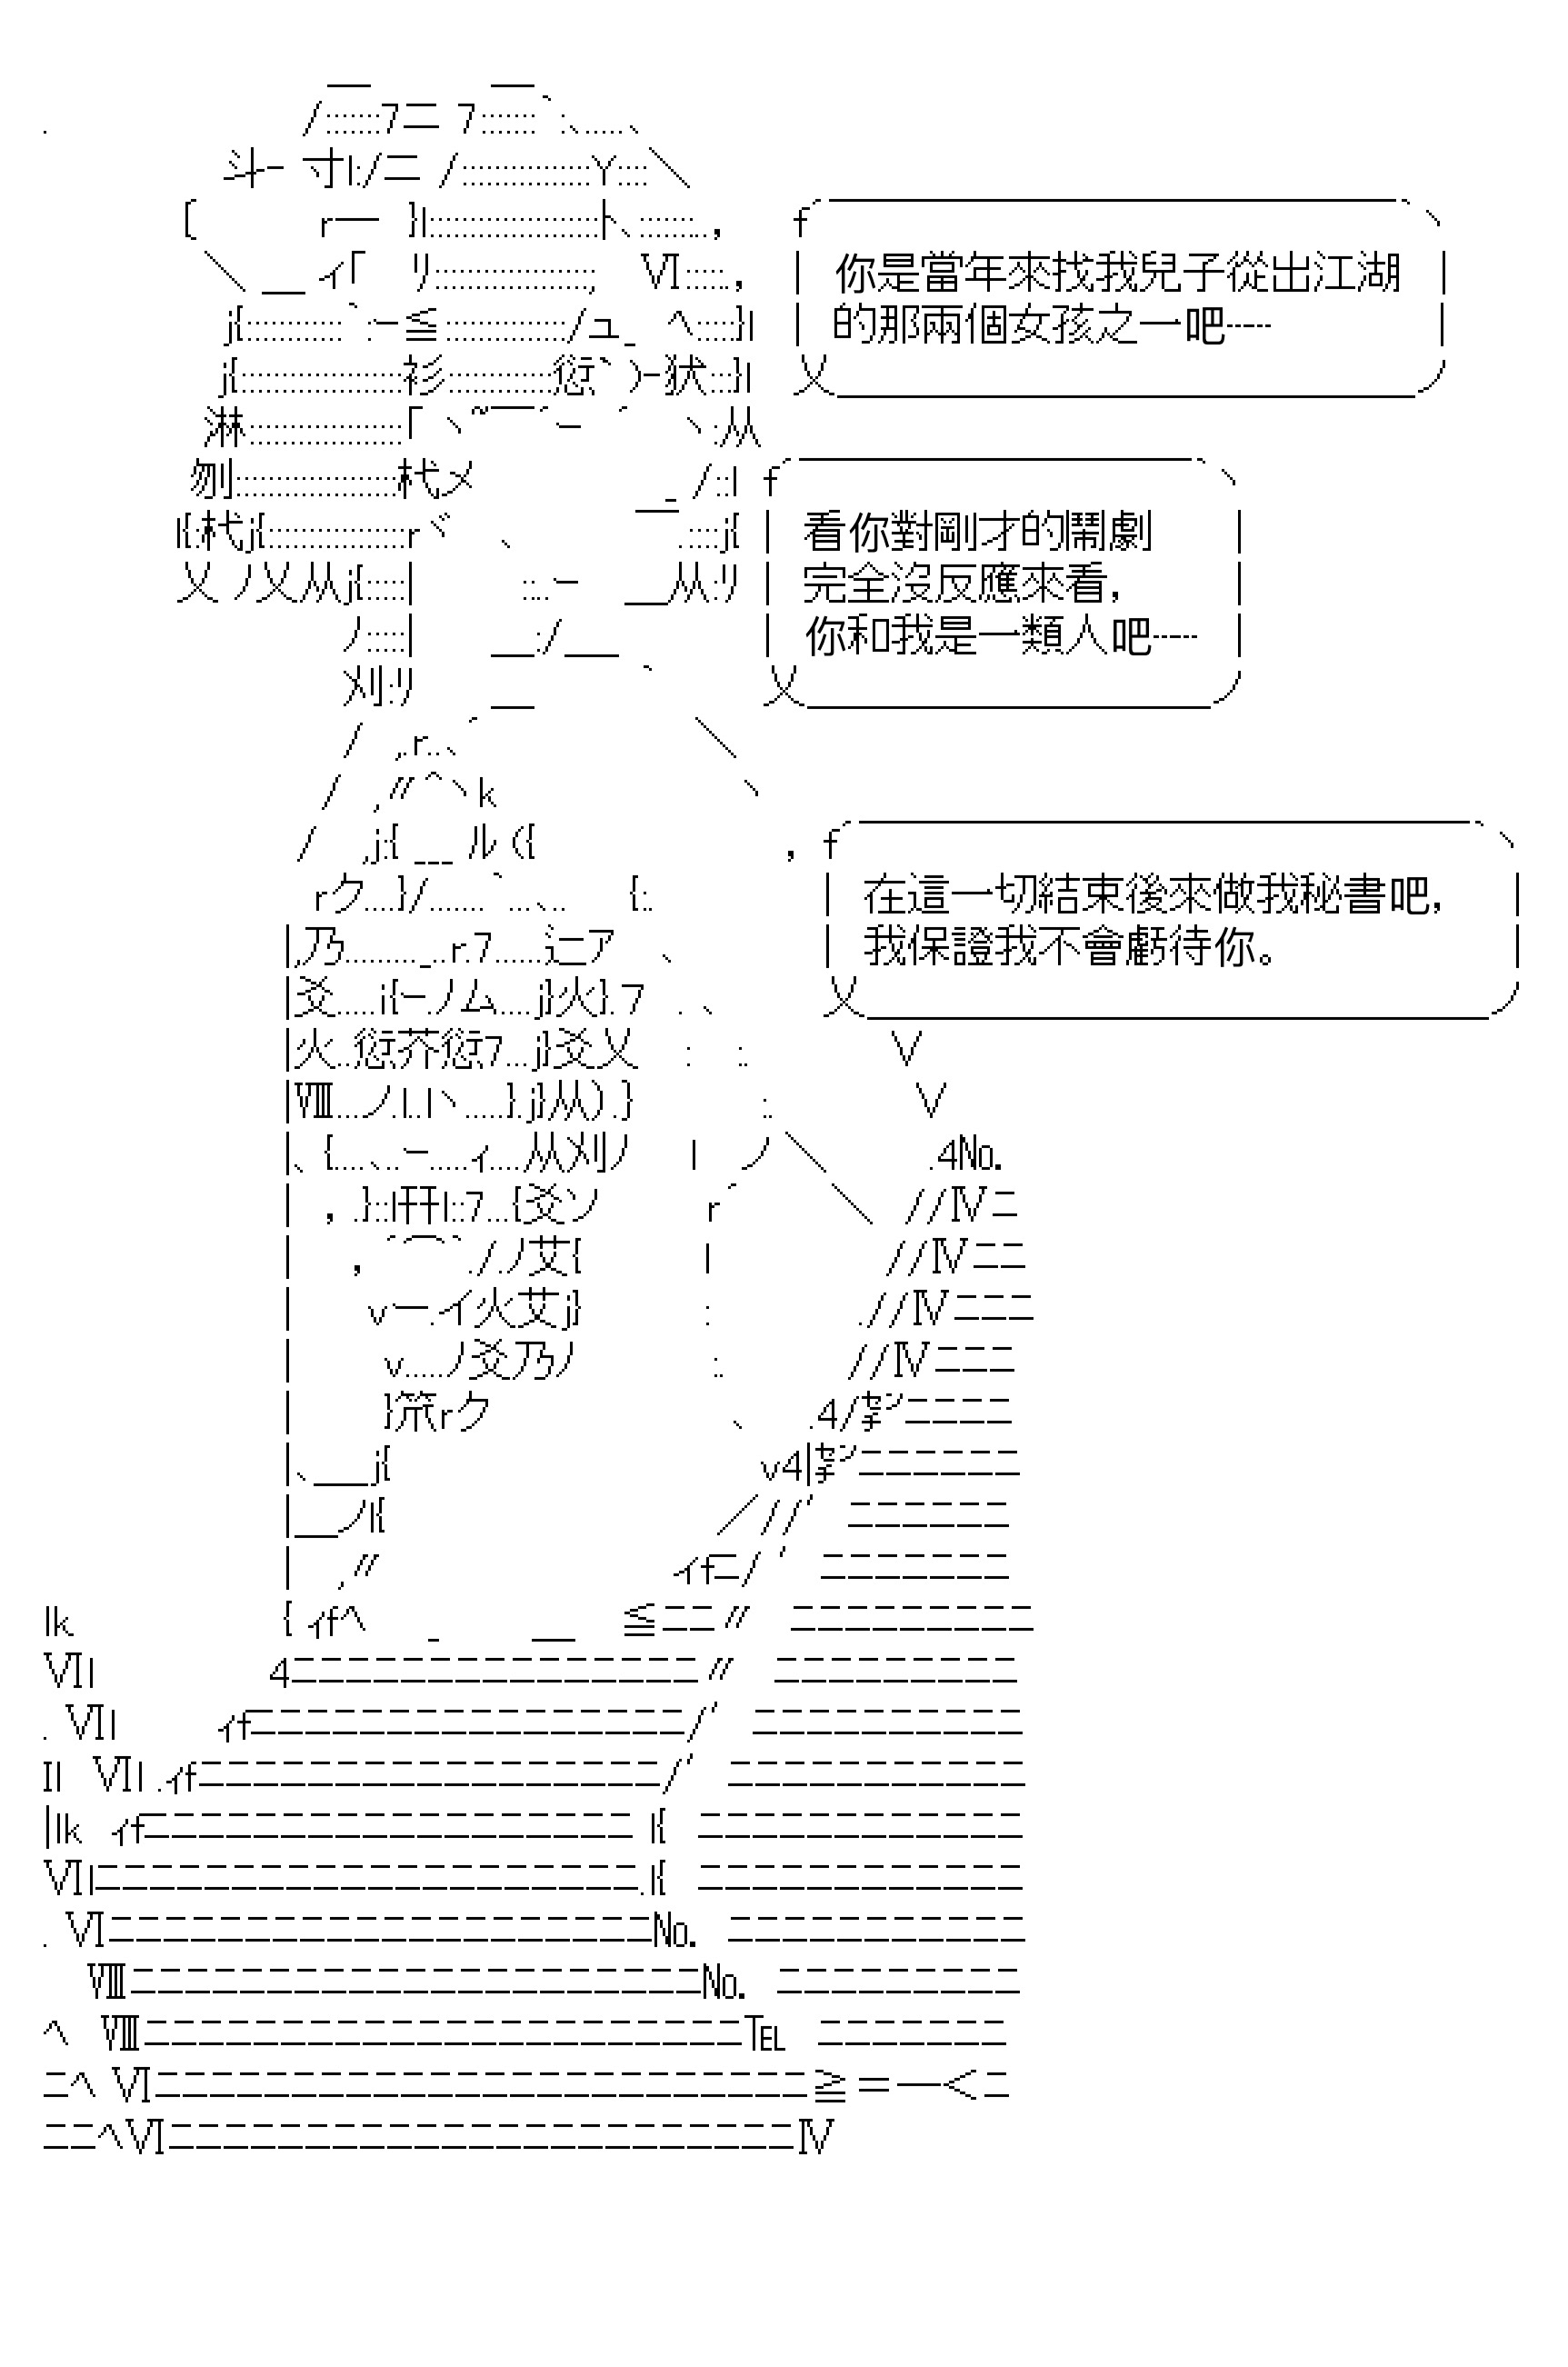 你是當年來找我兒子從出江湖
的那兩個女孩之一吧┄┄
看你對剛才的鬧劇
完全沒反應來看，
你和我是一類人吧┄┄
在這一切結束後來做我秘書吧，
我保證我不會虧待你。